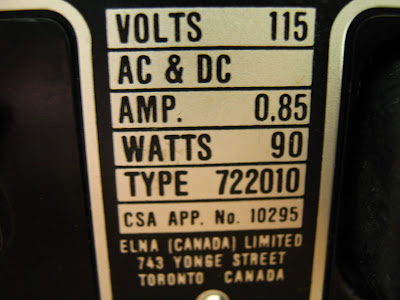 VOLTS 115
AC & DC
AMP. 0.85
WATTS 90
TYPE 722010
CSA APP. No. 10295
ELNA (CANADA) LIMITED
743 YONGE STREET
TORONTO CANADA